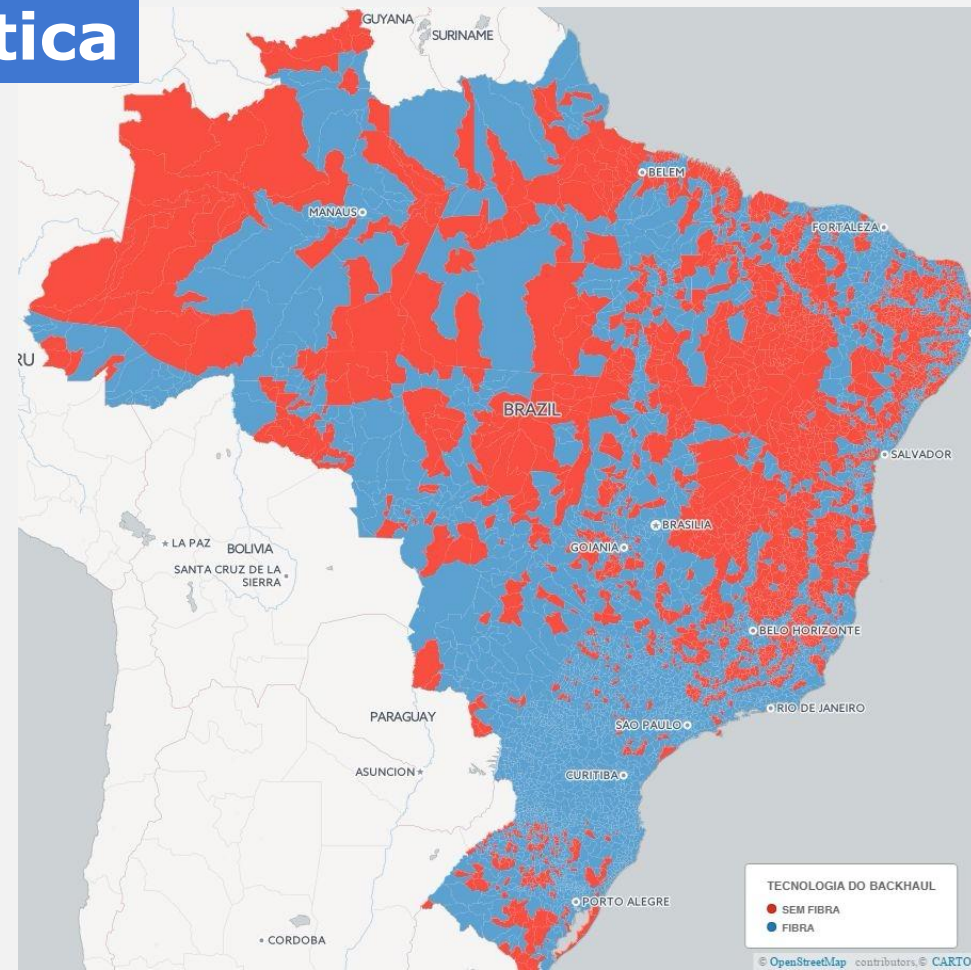 tica
GUYANA
SURINAME
BELEM
MANAUS
FORTALEZA
RU
BRAZIL
SALVADOR
BRASILIA
LA PAZ
BOLIVIA
GOIANIA
SANTA CRUZ DE LA
SIERRA
BELO HORIZONTE
RIO DE JANEIRO
PARAGUAY
SÃO PAULO
ASUNCION
CURITIBA
TECNOLOGIA DO BACKHAUL
SEM FIBRA
FIBRA
PORTO ALEGRE
CORDOBA
© OpenStreetMap contributors, © CARTO